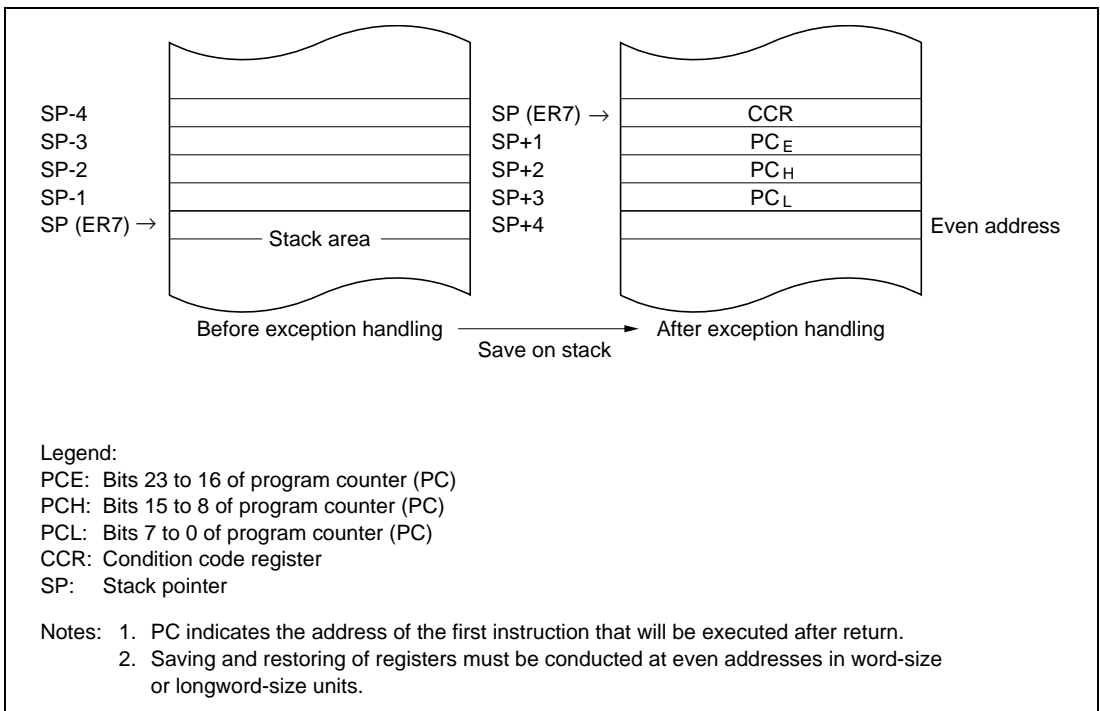 SP-4
SP-3
SP-2
SP-1
SP (ER7) →
Stack area
SP (ER7) →
SP+1
SP+2
SP+3
SP+4
CCR
PC E
PC H
PC L
Even address
Before exception handling
Save on stack
After exception handling
Legend:
PCE: Bits 23 to 16 of program counter (PC)
PCH: Bits 15 to 8 of program counter (PC)
PCL: Bits 7 to 0 of program counter (PC)
CCR: Condition code register
SP: Stack pointer
Notes: 1. PC indicates the address of the first instruction that will be executed after return.
2. Saving and restoring of registers must be conducted at even addresses in word-size
or longword-size units.